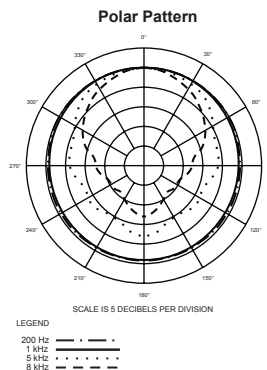 Polar Pattern
0°
330°
30°
300°
60°
270°
240°
120°
210°
150°
180°
SCALE IS 5 DECIBELS PER DIVISION
LEGEND
200 Hz
1 kHz
5 kHz
8 kHz